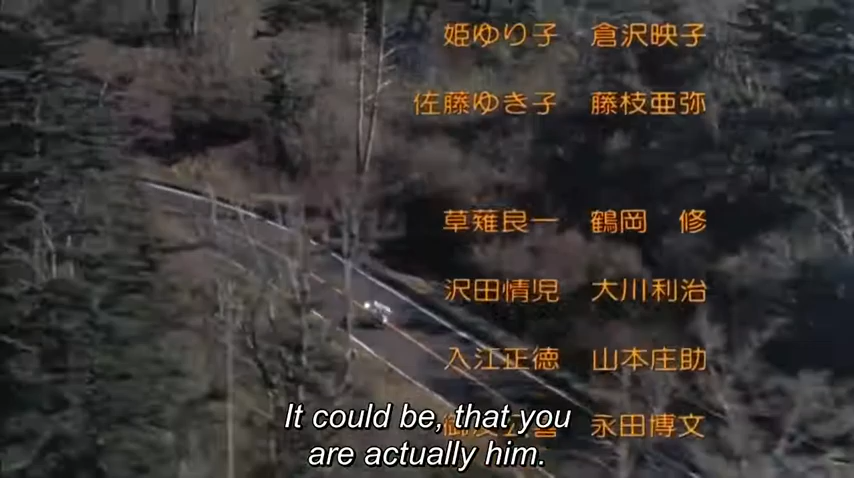 姫ゆり子 倉沢映子
佐藤ゆき子 藤枝亜弥
草薙良一 鶴岡 修
沢田情児 大川利治
入江正徳 山本庄助
永田博文
It could be, that you
are actually him.